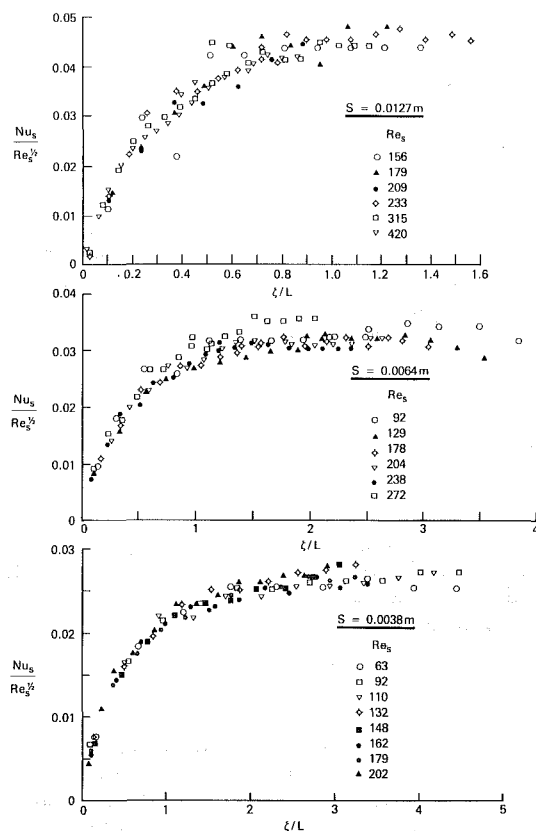 0.05
0.04
Nu_s
Re_s^½
0.03
0.02
0.01
0
S = 0.0127m
Re_s
156
179
209
233
315
420
0 0.2 0.4 0.6 0.8 1.0 1.2 1.4 1.6
ζ/L
0.04
0.03
Nu_s
Re_s^½
0.02
0.01
0
S = 0.0064m
Re_s
92
129
178
204
238
272
0 1 2 3 4
ζ/L
0.03
0.02
Nu_s
Re_s^½
0.01
0
S = 0.0038m
Re_s
63
92
110
132
148
162
179
202
0 1 2 3 4 5
ζ/L